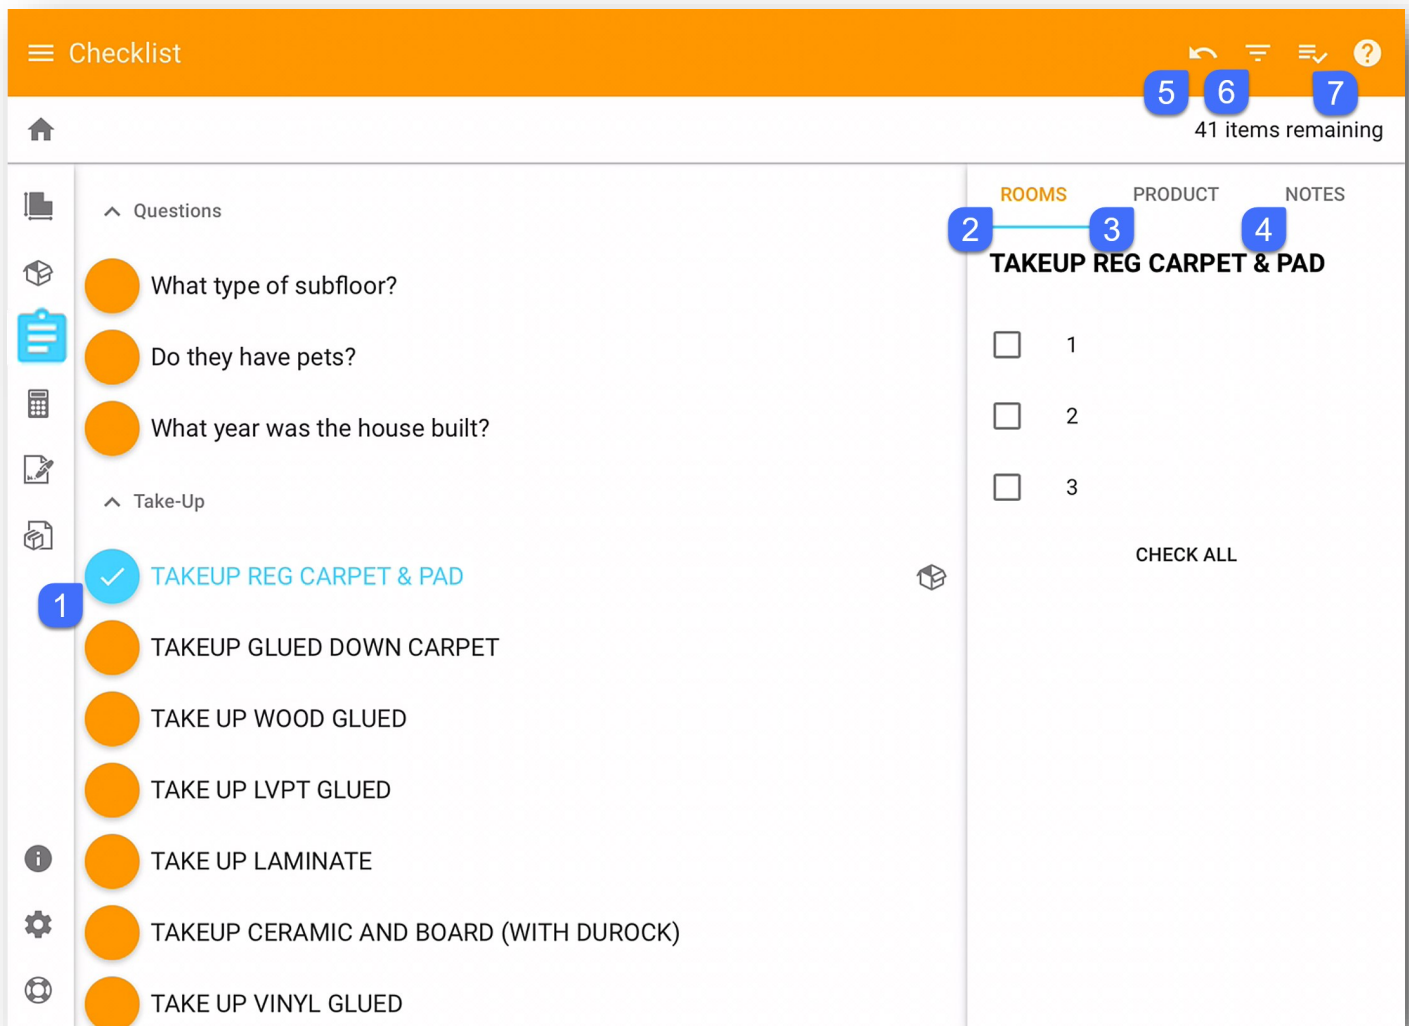 Checklist
5 6 7
41 items remaining
ROOMS PRODUCT NOTES
2 3 4
Questions
What type of subfloor?
Do they have pets?
What year was the house built?
Take-Up
1
TAKEUP REG CARPET & PAD
TAKEUP GLUED DOWN CARPET
TAKE UP WOOD GLUED
TAKE UP LVPT GLUED
TAKE UP LAMINATE
TAKEUP CERAMIC AND BOARD (WITH DUROCK)
TAKE UP VINYL GLUED
TAKEUP REG CARPET & PAD
1
2
3
CHECK ALL